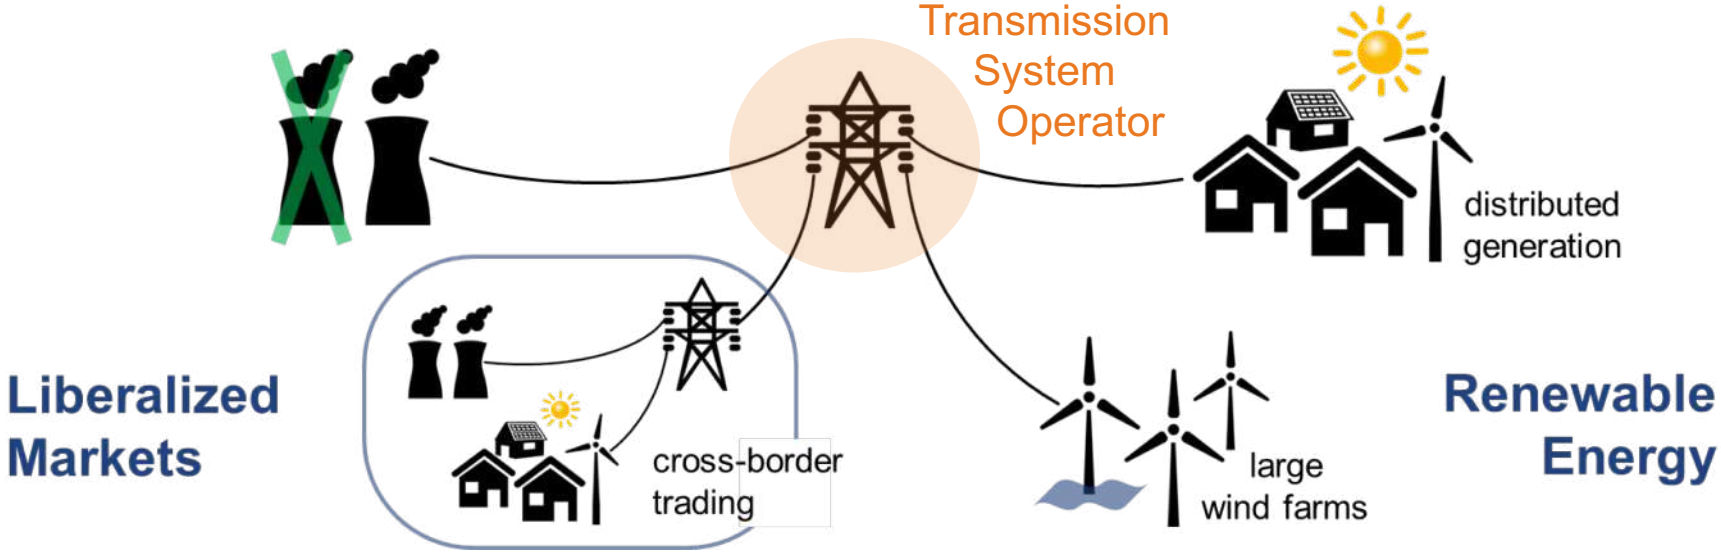 Transmission
System
Operator
distributed
generation
Liberalized
Markets
cross-border
trading
large
wind farms
Renewable
Energy